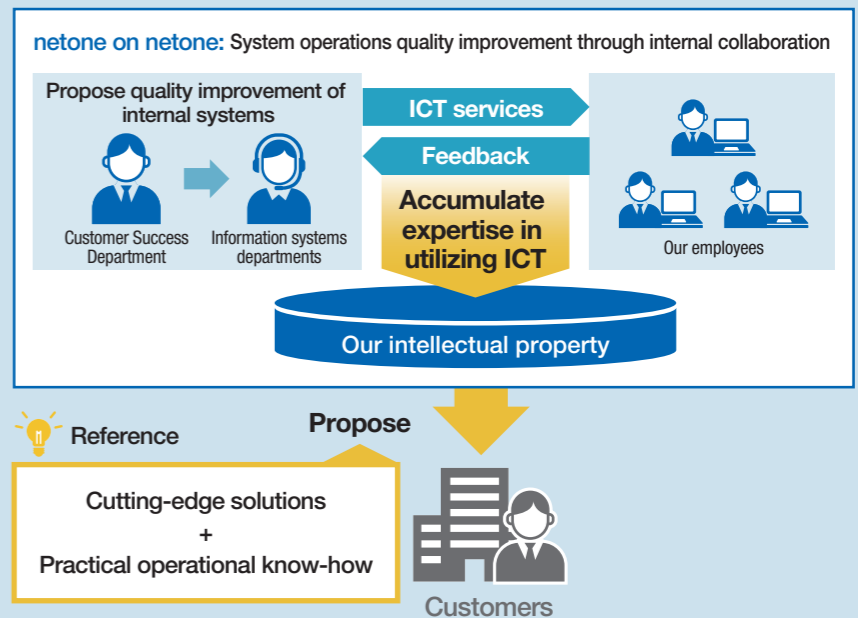 netone on netone: System operations quality improvement through internal collaboration
Propose quality improvement of
internal systems
Customer Success
Department
Information systems
departments
ICT services
Feedback
Accumulate
expertise in
utilizing ICT
Our employees
Our intellectual property
Reference
Propose
Cutting-edge solutions
+
Practical operational know-how
Customers